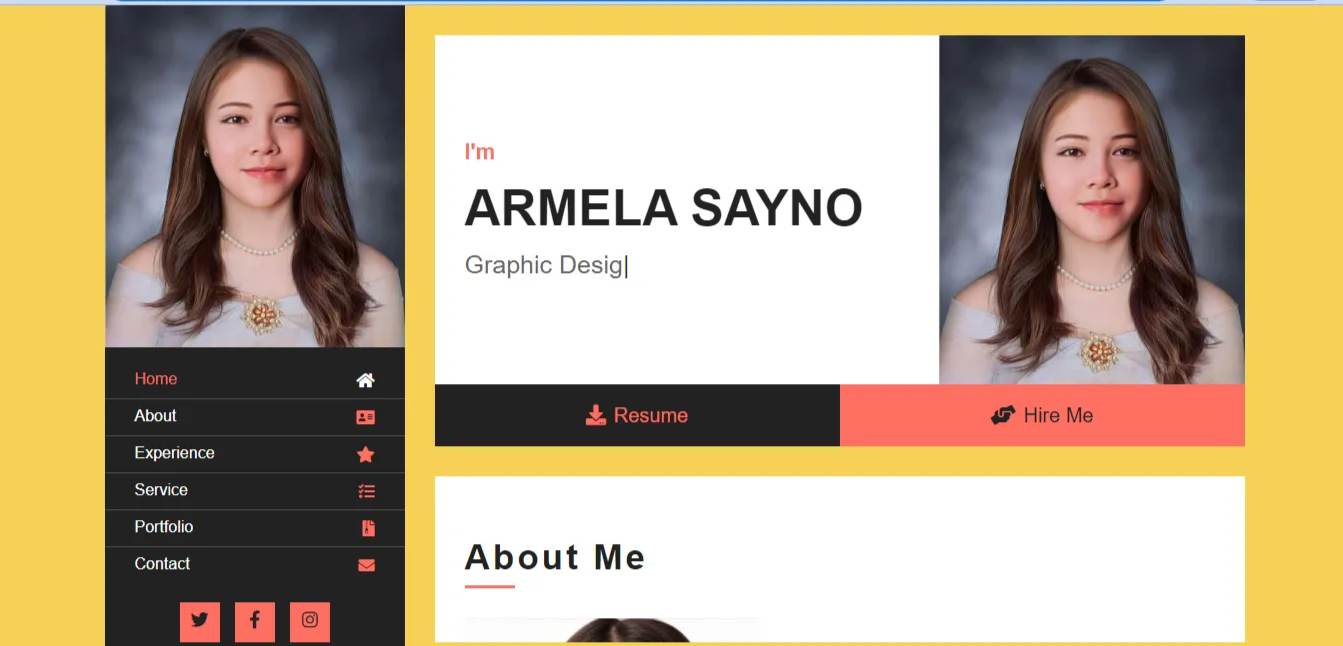 Home
About
Experience
Service
Portfolio
Contact
I'm
ARMELA SAYNO
Graphic Desig|
Resume
Hire Me
About Me